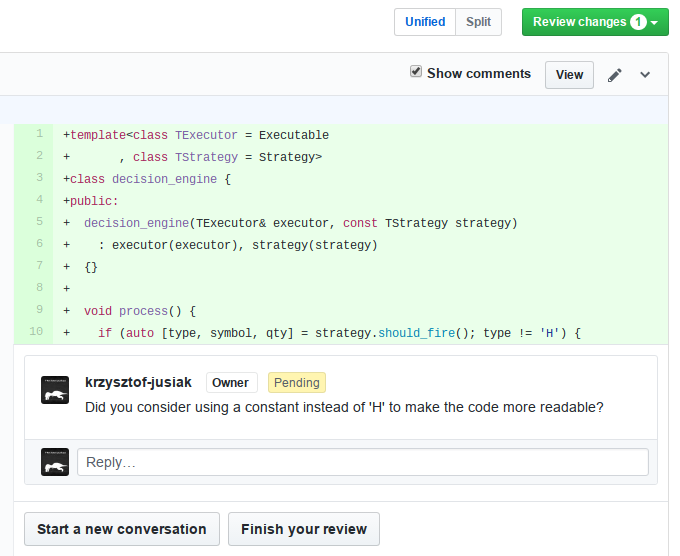 Unified Split Review changes 1
Show comments View
1 +template<class TExecutor = Executable
2 + , class TStrategy = Strategy>
3 +class decision_engine {
4 +public:
5 + decision_engine(TExecutor& executor, const TStrategy strategy)
6 + : executor(executor), strategy(strategy)
7 + {}
8 +
9 + void process() {
10 + if (auto [type, symbol, qty] = strategy.should_fire(); type != 'H') {
krzysztof-jusiak Owner Pending
Did you consider using a constant instead of 'H' to make the code more readable?
Reply…
Start a new conversation Finish your review